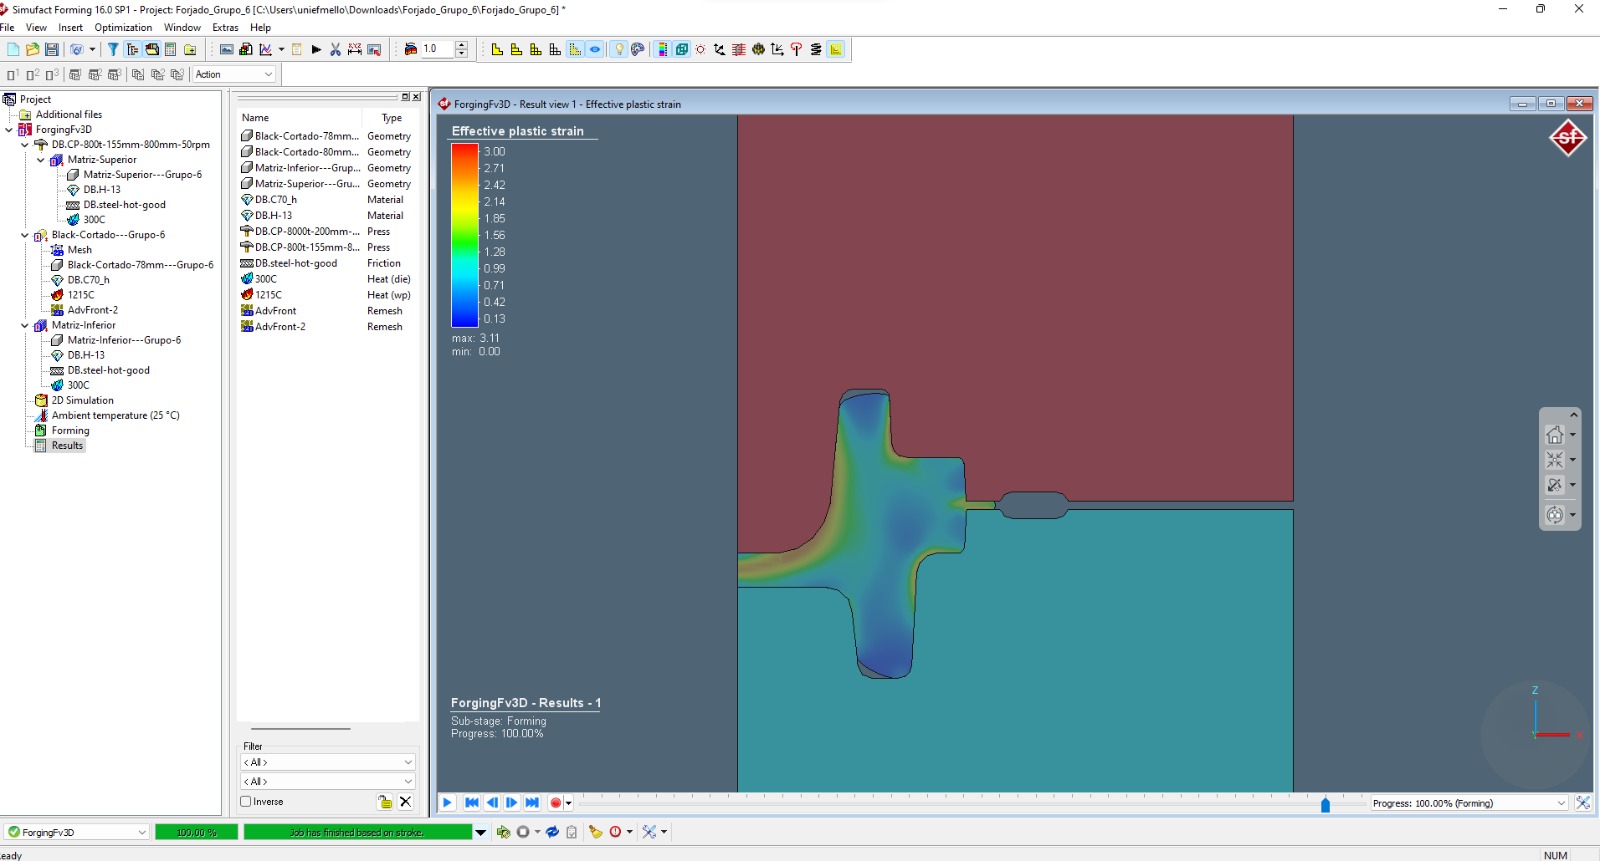 Simufact Forming 16.0 SP1 - Project: Forjado_Grupo_6 [C:\Users\uniefmello\Downloads\Forjado_Grupo_6\Forjado_Grupo_6] *
File View Insert Optimization Window Extras Help
1.0
Action
Project
Additional files
ForgingFv3D
DB.CP-800t-155mm-800mm-50rpm
Matriz-Superior
Matriz-Superior---Grupo-6
DB.H-13
DB.steel-hot-good
300C
Black-Cortado---Grupo-6
Mesh
Black-Cortado-78mm---Grupo-6
DB.C70_h
1215C
AdvFront-2
Matriz-Inferior
Matriz-Inferior---Grupo-6
DB.H-13
DB.steel-hot-good
300C
2D Simulation
Ambient temperature (25 °C)
Forming
Results
Name Type
Black-Cortado-78mm... Geometry
Black-Cortado-80mm... Geometry
Matriz-Inferior---Grup... Geometry
Matriz-Superior---Gru... Geometry
DB.C70_h Material
DB.H-13 Material
DB.CP-8000t-200mm-... Press
DB.CP-800t-155mm-8... Press
DB.steel-hot-good Friction
300C Heat (die)
1215C Heat (wp)
AdvFront Remesh
AdvFront-2 Remesh
Filter
< All >
< All >
Inverse
ForgingFv3D - Result view 1 - Effective plastic strain
sf
Effective plastic strain
3.00
2.71
2.42
2.14
1.85
1.56
1.28
0.99
0.71
0.42
0.13
max: 3.11
min: 0.00
ForgingFv3D - Results - 1
Sub-stage: Forming
Progress: 100.00%
Z
X
Y
Progress: 100.00% (Forming)
ForgingFv3D 100.00 % Job has finished based on stroke.
eady NUM